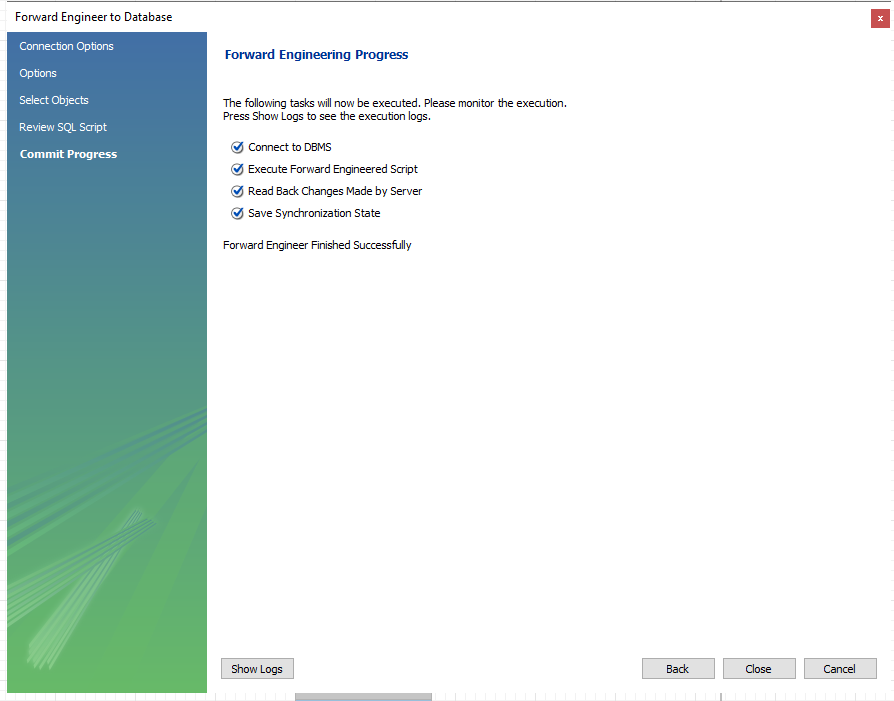 Forward Engineer to Database
x
Connection Options
Options
Select Objects
Review SQL Script
Commit Progress
Forward Engineering Progress
The following tasks will now be executed. Please monitor the execution.
Press Show Logs to see the execution logs.
Connect to DBMS
Execute Forward Engineered Script
Read Back Changes Made by Server
Save Synchronization State
Forward Engineer Finished Successfully
Show Logs
Back
Close
Cancel